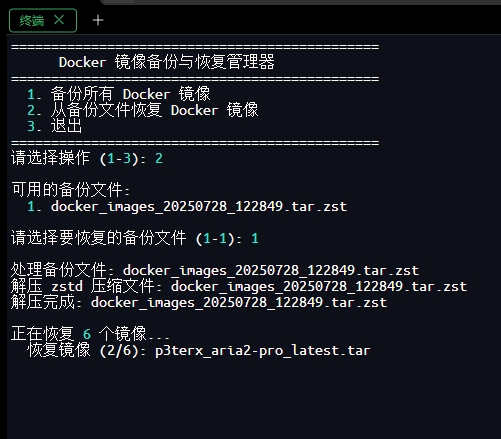 终端
==============================================
Docker 镜像备份与恢复管理器
==============================================
1. 备份所有 Docker 镜像
2. 从备份文件恢复 Docker 镜像
3. 退出
==============================================
请选择操作 (1-3): 2
可用的备份文件:
1. docker_images_20250728_122849.tar.zst
请选择要恢复的备份文件 (1-1): 1
处理备份文件: docker_images_20250728_122849.tar.zst
解压 zstd 压缩文件: docker_images_20250728_122849.tar.zst
解压完成: docker_images_20250728_122849.tar.zst
正在恢复 6 个镜像...
恢复镜像 (2/6): p3terx_aria2-pro_latest.tar